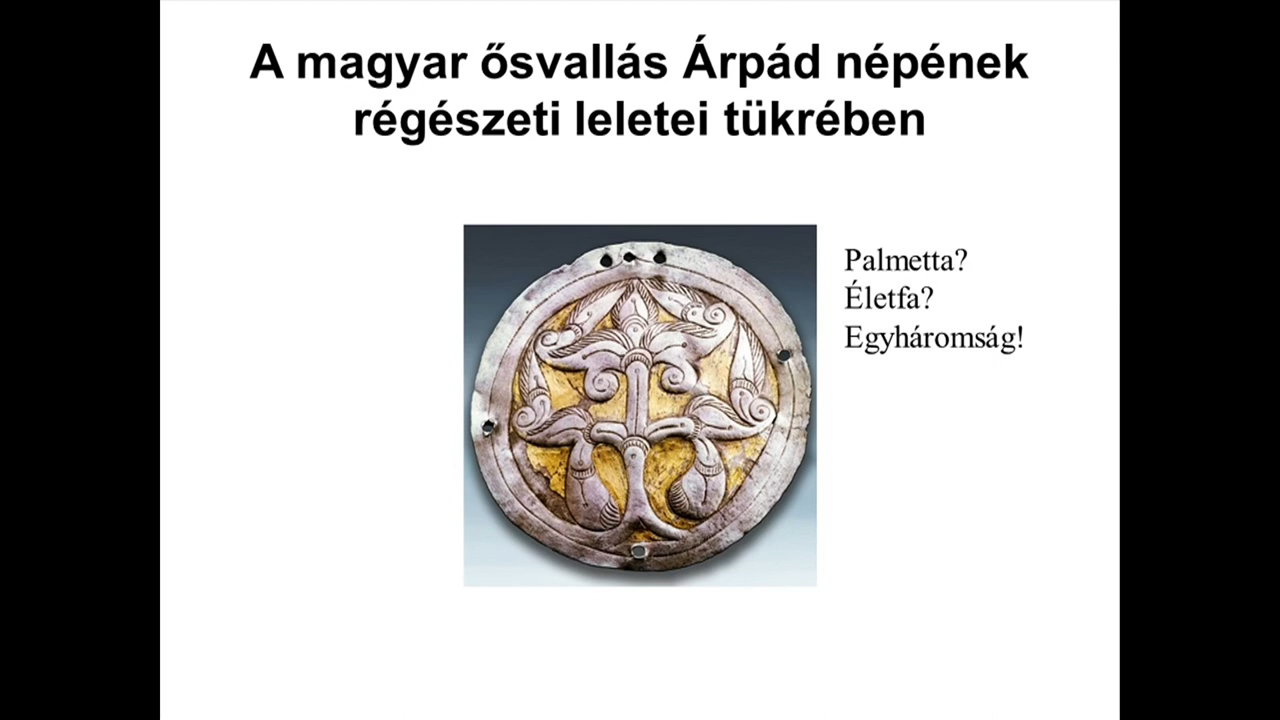 A magyar ősvallás Árpád népének
régészeti leletei tükrében
Palmetta?
Életfa?
Egyháromság!